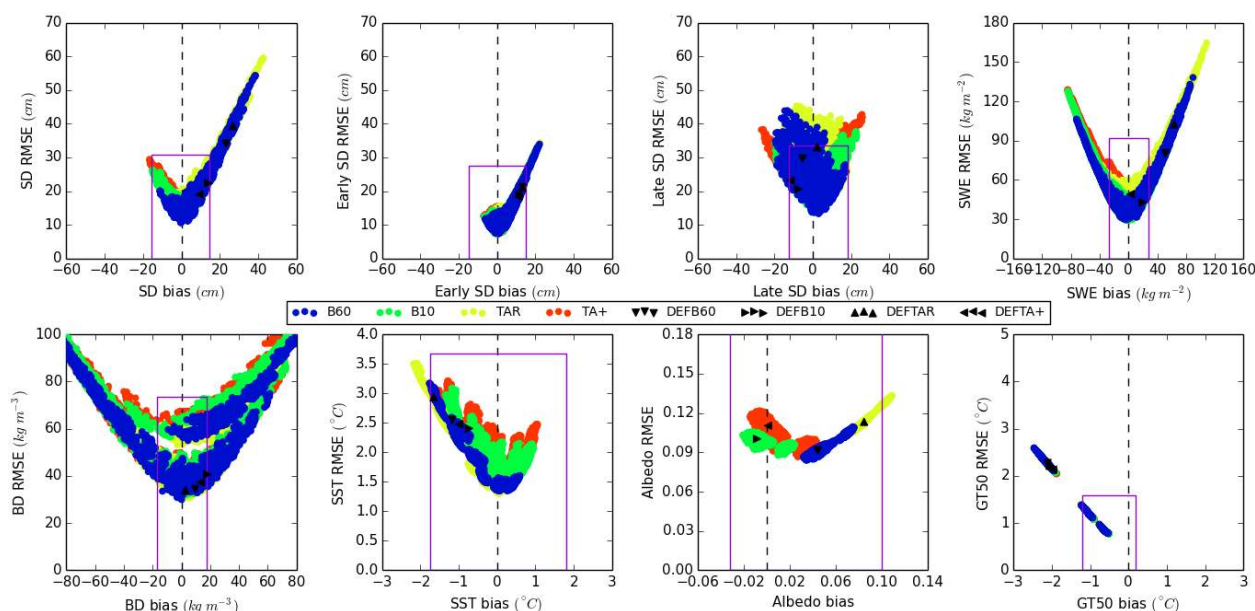 SD RMSE (cm)
70
60
50
40
30
20
10
0
−60 −40 −20 0 20 40 60
SD bias (cm)
Early SD RMSE (cm)
70
60
50
40
30
20
10
0
−60 −40 −20 0 20 40 60
Early SD bias (cm)
Late SD RMSE (cm)
70
60
50
40
30
20
10
0
−60 −40 −20 0 20 40 60
Late SD bias (cm)
SWE RMSE (kg m−2)
180
150
120
90
60
30
0
−160 −120 −80 −40 0 40 80 120 160
SWE bias (kg m−2)
B60 B10 TAR TA+ DEFB60 DEFB10 DEFTAR DEFTA+
BD RMSE (kg m−3)
100
80
60
40
20
0
−80 −60 −40 −20 0 20 40 60 80
BD bias (kg m−3)
SST RMSE (°C)
4.0
3.5
3.0
2.5
2.0
1.5
1.0
0.5
0.0
−3 −2 −1 0 1 2 3
SST bias (°C)
Albedo RMSE
0.18
0.15
0.12
0.09
0.06
0.03
0.00
−0.06 −0.02 0.02 0.06 0.10 0.14
Albedo bias
GT50 RMSE (°C)
5
4
3
2
1
0
−3 −2 −1 0 1 2 3
GT50 bias (°C)